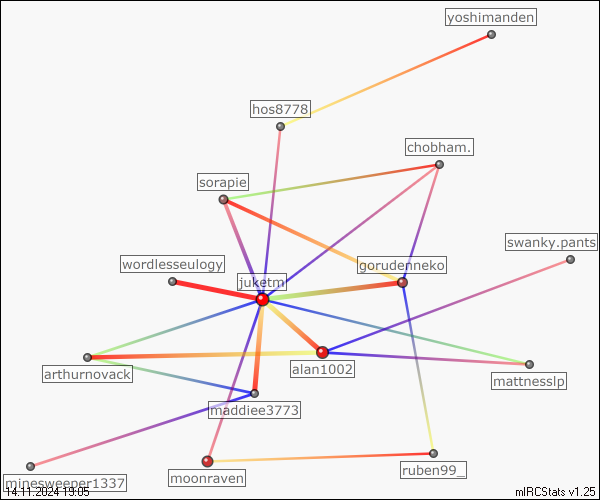 yoshimanden
hos8778
chobham.
sorapie
swanky.pants
wordlesseulogy
gorudenneko
juketm
alan1002
arthurnovack
mattnesslp
maddiee3773
ruben99_
moonraven
minesweeper1337
14.11.2024 19:05
mIRCStats v1.25